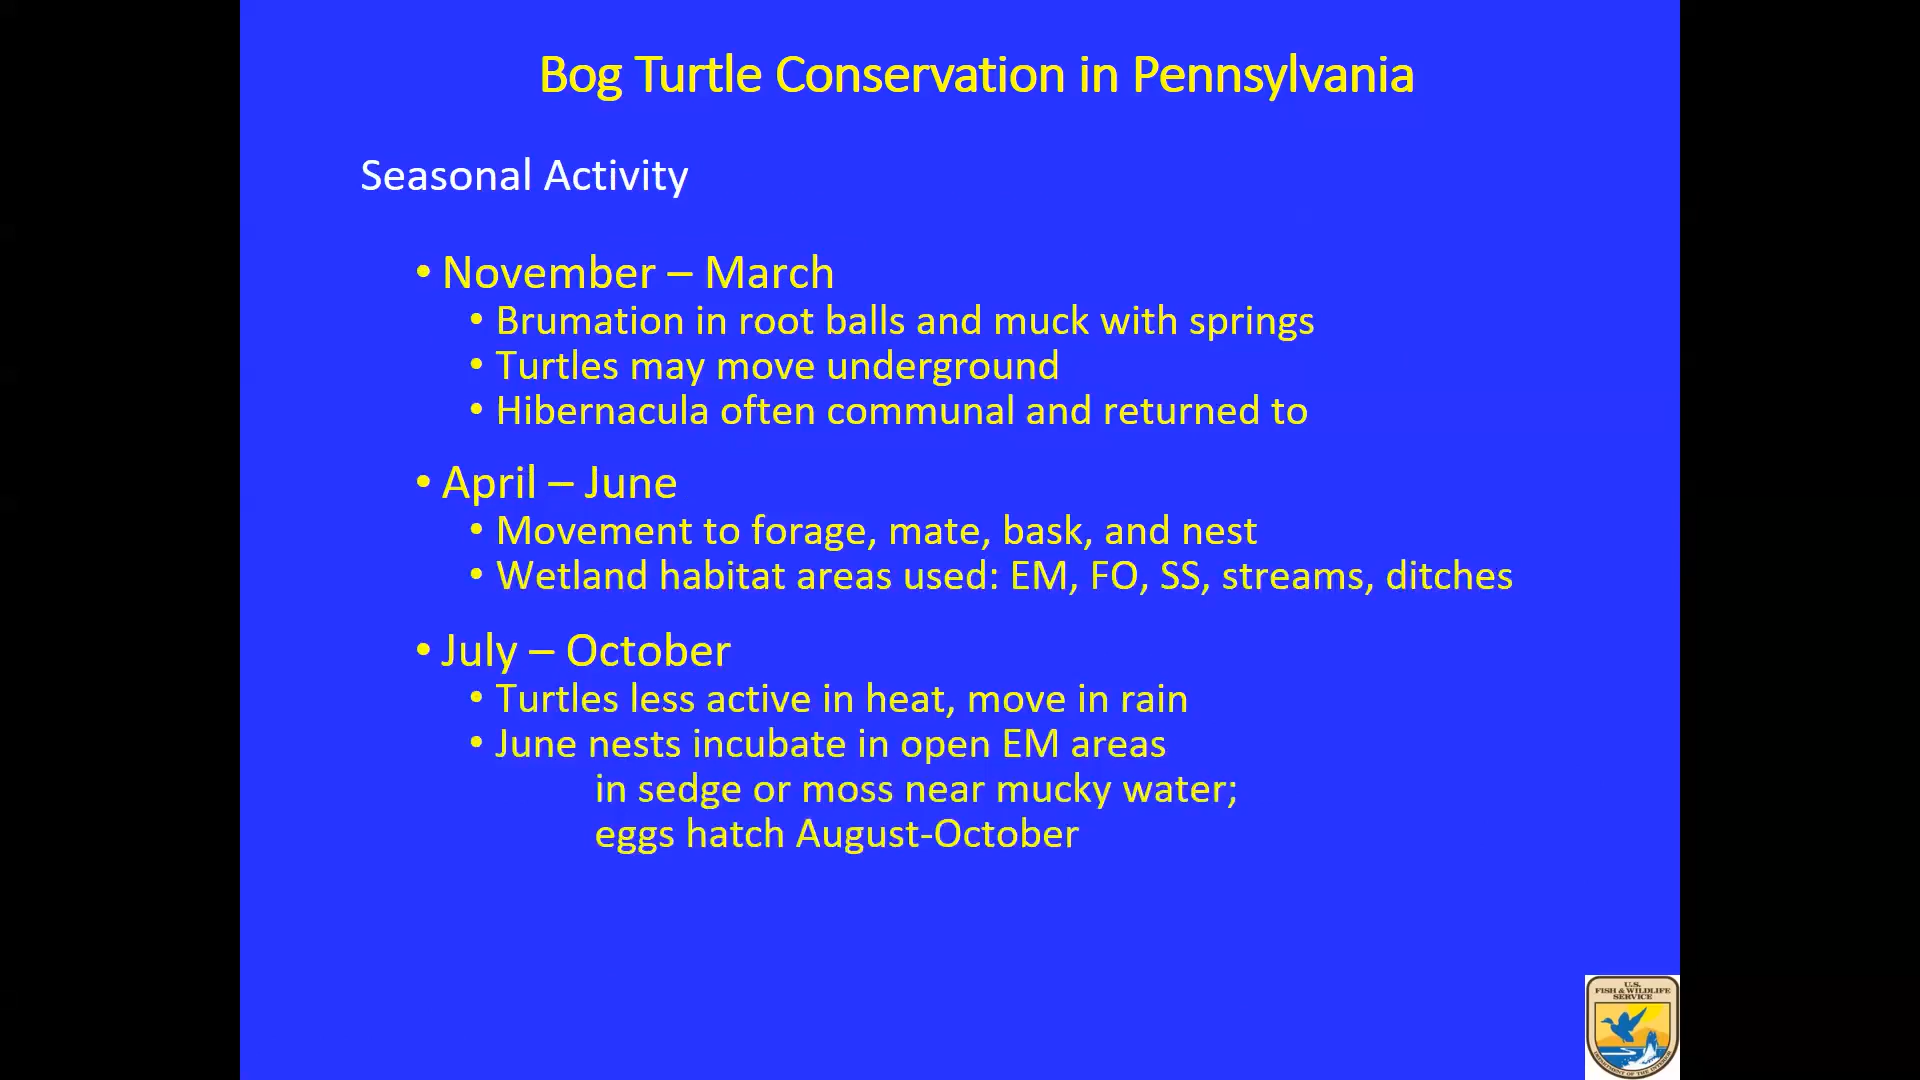 Bog Turtle Conservation in Pennsylvania
Seasonal Activity
• November – March
• Brumation in root balls and muck with springs
• Turtles may move underground
• Hibernacula often communal and returned to
• April – June
• Movement to forage, mate, bask, and nest
• Wetland habitat areas used: EM, FO, SS, streams, ditches
• July – October
• Turtles less active in heat, move in rain
• June nests incubate in open EM areas
in sedge or moss near mucky water;
eggs hatch August-October
U.S.
FISH & WILDLIFE
SERVICE
DEPARTMENT OF THE INTERIOR